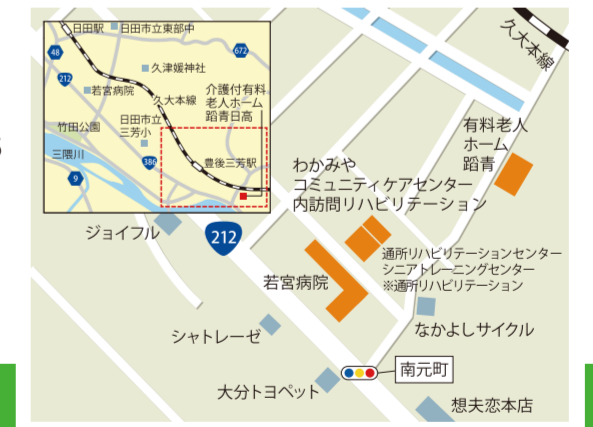 日田駅
日田市立東部中
48
672
久津媛神社
212
若宮病院
久大本線
介護付有料
老人ホーム
蹈青日高
竹田公園
日田市立
三芳小
三隈川
386
豊後三芳駅
9
久大本線
有料老人
ホーム
蹈青
わかみや
コミュニティケアセンター
内訪問リハビリテーション
ジョイフル
212
通所リハビリテーションセンター
シニアトレーニングセンター
※通所リハビリテーション
若宮病院
シャトレーゼ
なかよしサイクル
南元町
大分トヨペット
想夫恋本店